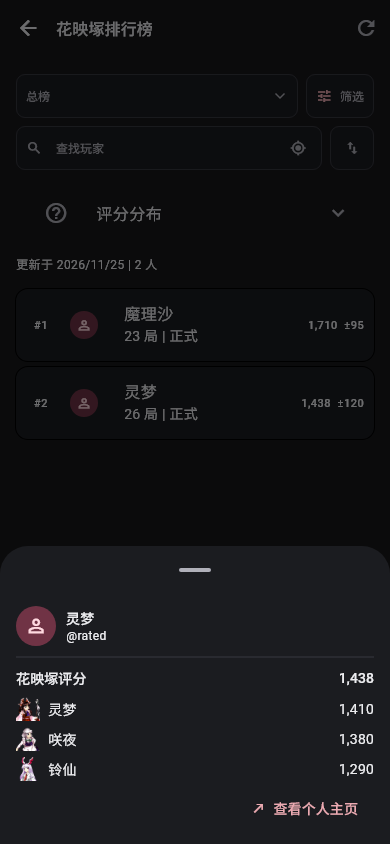 花映塚排行榜
总榜
筛选
查找玩家
评分分布
更新于 2026/11/25 | 2 人
#1
魔理沙
23 局 | 正式
1,710 ±95
#2
灵梦
26 局 | 正式
1,438 ±120
灵梦
@rated
花映塚评分 1,438
灵梦 1,410
咲夜 1,380
铃仙 1,290
查看个人主页